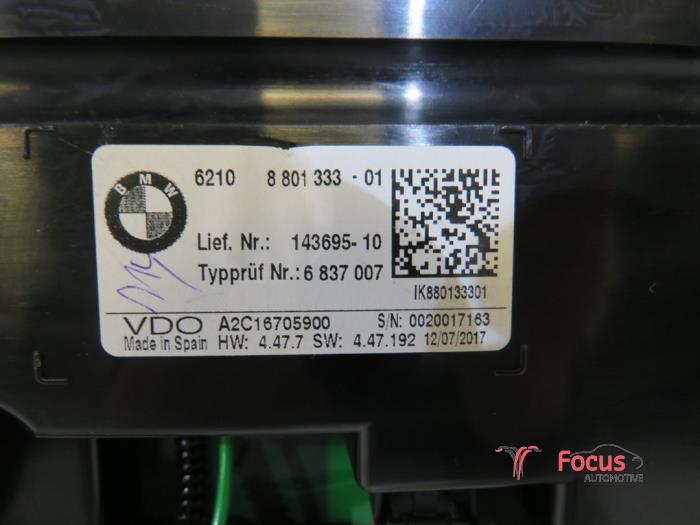 BMW
6210 8 801 333 - 01
Lief. Nr.: 143695- 10
Typprüf Nr.: 6 837 007
IK880133301
VDO A2C16705900 S/N: 0020017163
Made in Spain HW: 4.47.7 SW: 4.47.192 12/07/2017
Focus
AUTOMOTIVE